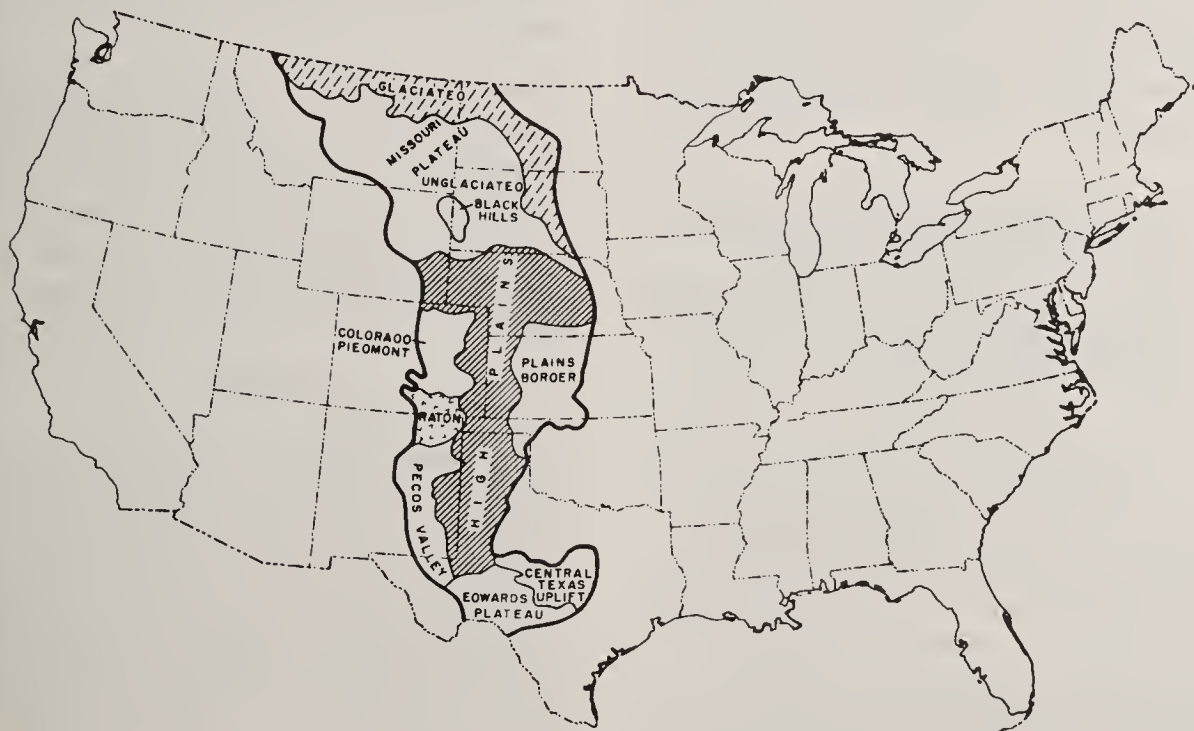 GLACIATED
MISSOURI
PLATEAU
UNGLACIATED
BLACK
HILLS
HIGH PLAINS
COLORADO
PIEDMONT
PLAINS
BORDER
RATON
PECOS VALLEY
CENTRAL
TEXAS
UPLIFT
EDWARDS
PLATEAU